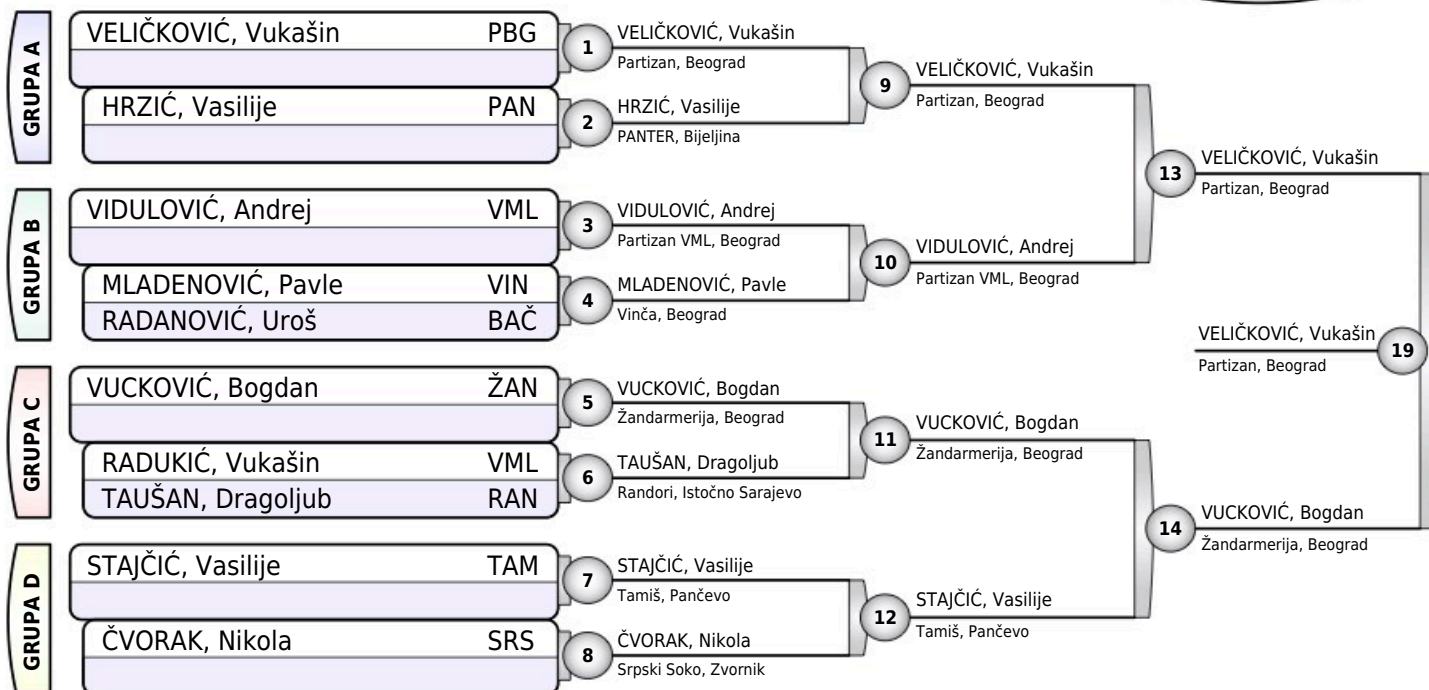 GRUPA A
VELIČKOVIĆ, Vukašin PBG
HRZIĆ, Vasilije PAN
GRUPA B
VIDULOVIĆ, Andrej VML
MLADENOVIĆ, Pavle VIN
RADANOVIĆ, Uroš BAČ
GRUPA C
VUCKOVIĆ, Bogdan ŽAN
RADUKIĆ, Vukašin VML
TAUŠAN, Dragoljub RAN
GRUPA D
STAJČIĆ, Vasilije TAM
ČVORAK, Nikola SRS
1
VELIČKOVIĆ, Vukašin
Partizan, Beograd
2
HRZIĆ, Vasilije
PANTER, Bijeljina
3
VIDULOVIĆ, Andrej
Partizan VML, Beograd
4
MLADENOVIĆ, Pavle
Vinča, Beograd
5
VUCKOVIĆ, Bogdan
Žandarmerija, Beograd
6
TAUŠAN, Dragoljub
Randori, Istočno Sarajevo
7
STAJČIĆ, Vasilije
Tamiš, Pančevo
8
ČVORAK, Nikola
Srpski Soko, Zvornik
9
VELIČKOVIĆ, Vukašin
Partizan, Beograd
10
VIDULOVIĆ, Andrej
Partizan VML, Beograd
11
VUCKOVIĆ, Bogdan
Žandarmerija, Beograd
12
STAJČIĆ, Vasilije
Tamiš, Pančevo
13
VELIČKOVIĆ, Vukašin
Partizan, Beograd
14
VUCKOVIĆ, Bogdan
Žandarmerija, Beograd
VELIČKOVIĆ, Vukašin
Partizan, Beograd
19